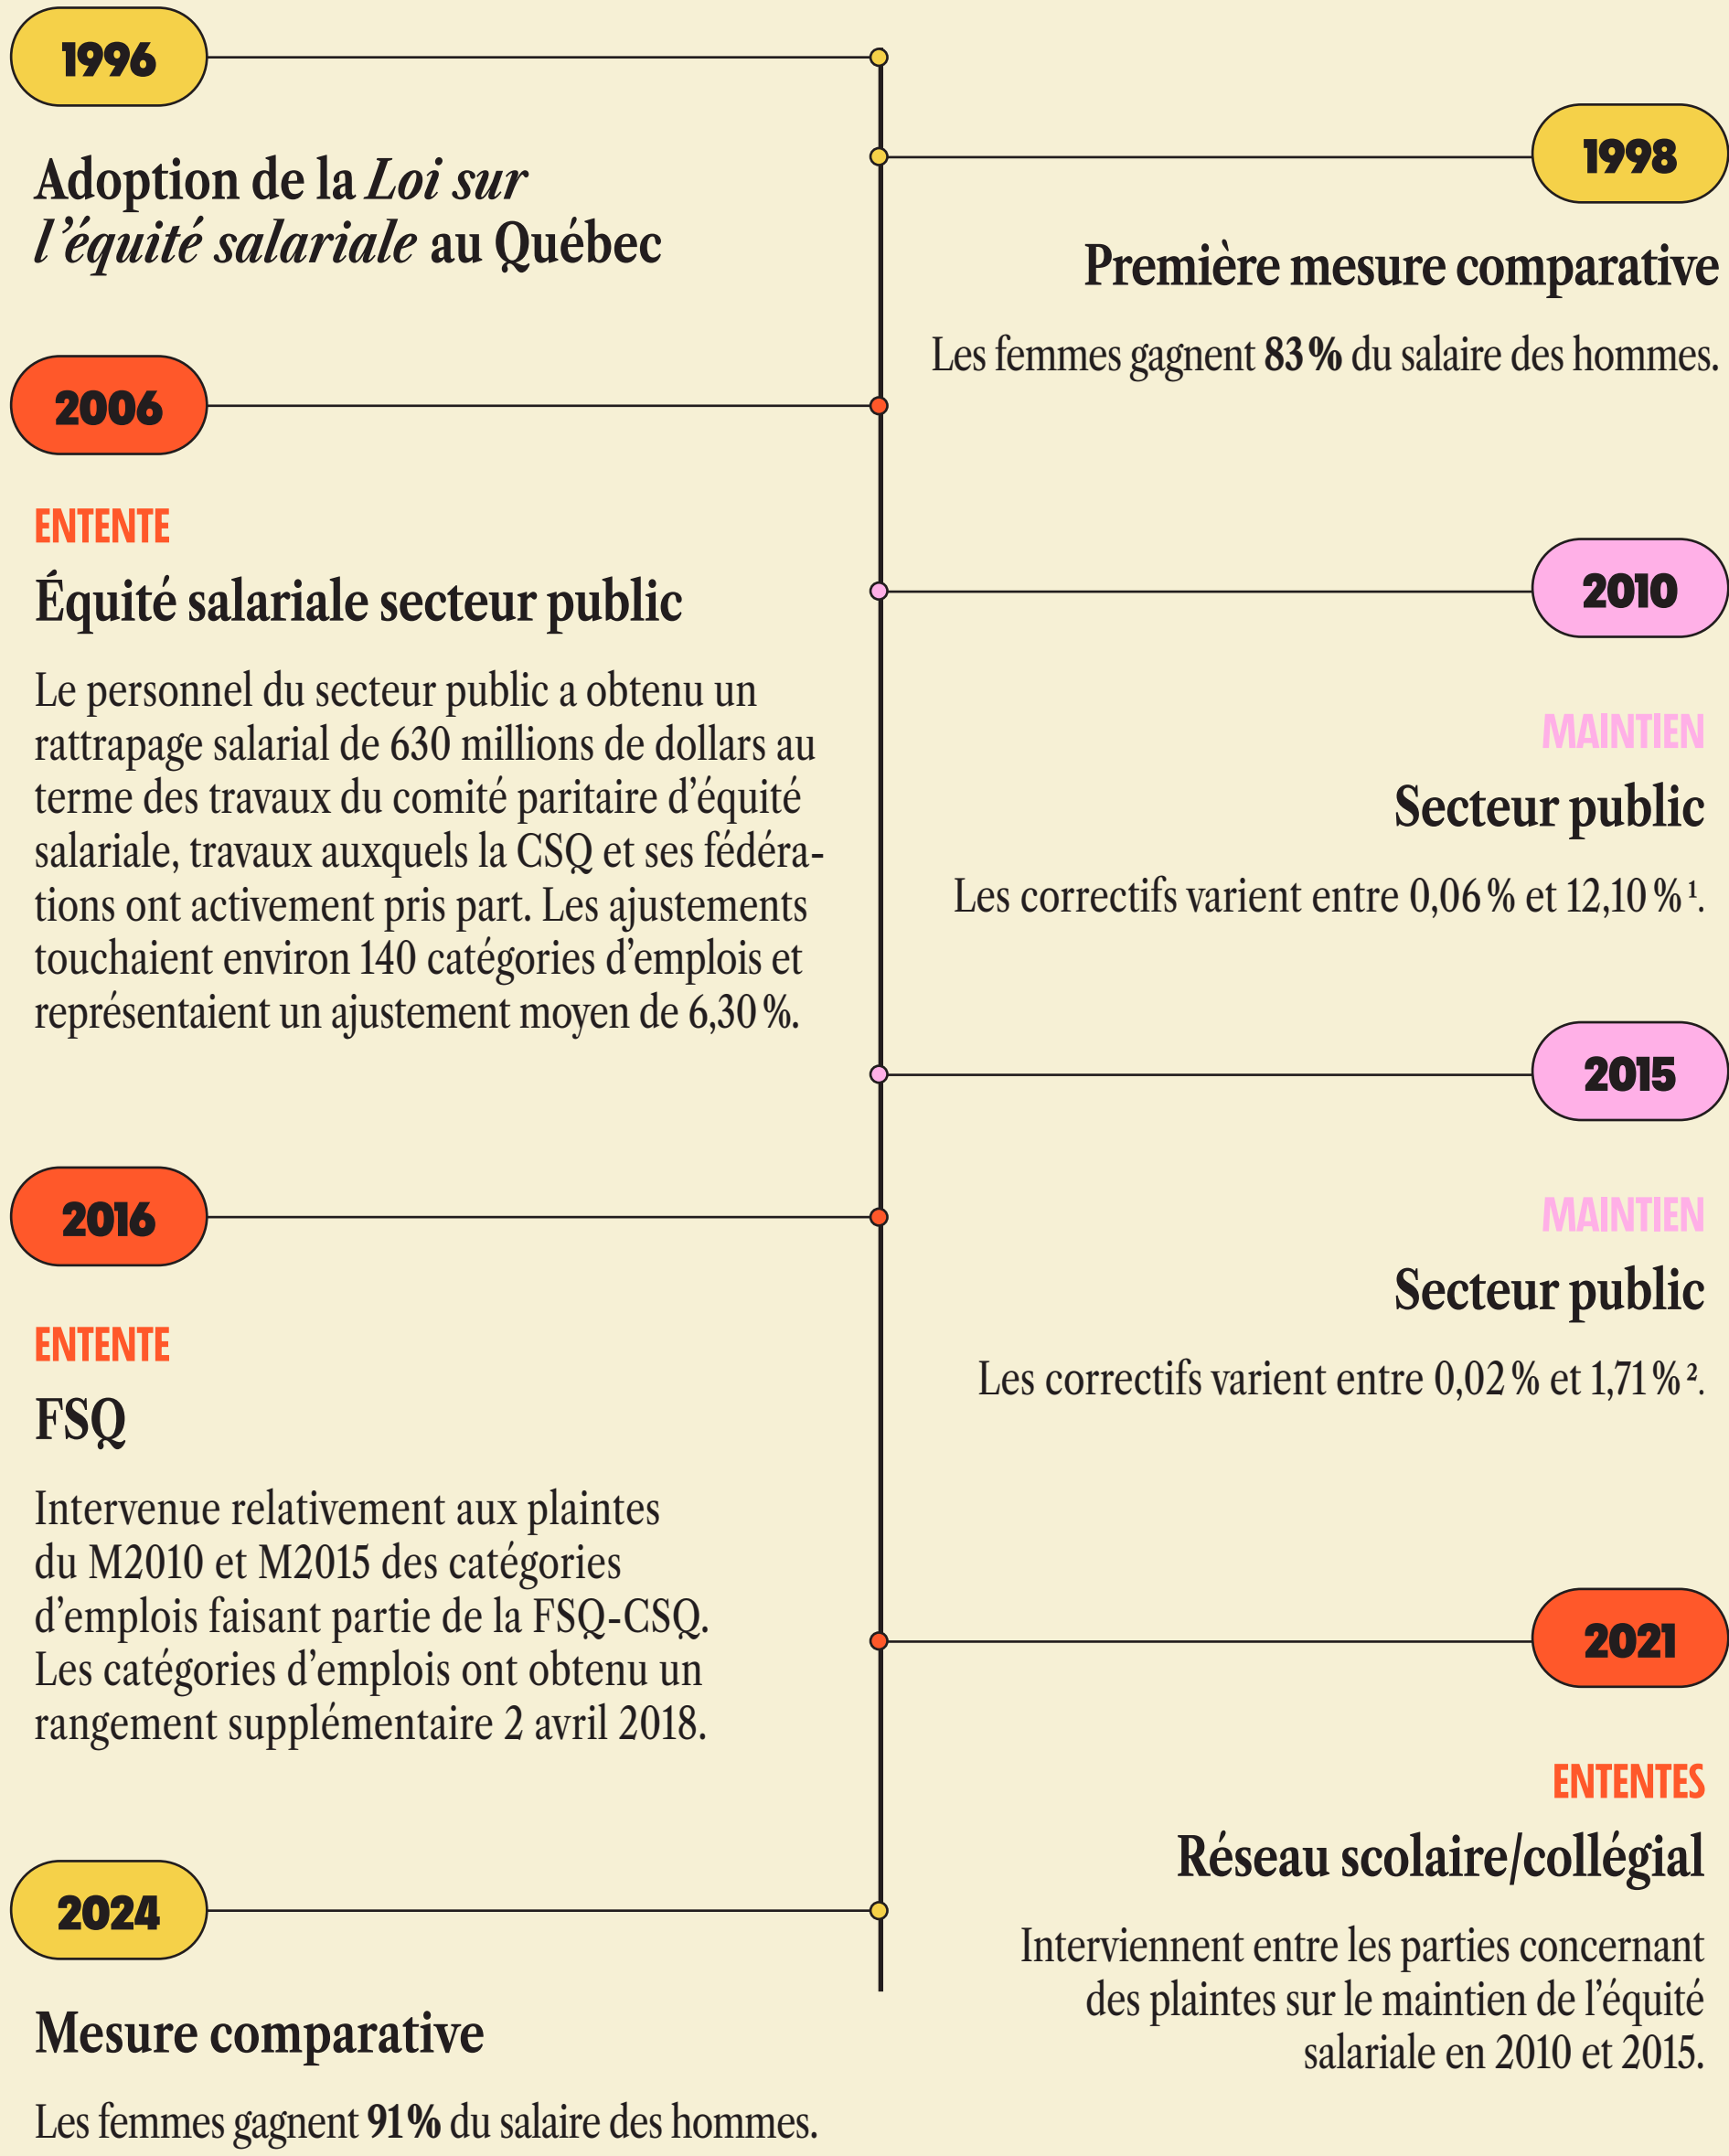 1996
Adoption de la Loi sur
l’équité salariale au Québec
1998
Première mesure comparative
Les femmes gagnent 83 % du salaire des hommes.
2006
ENTENTE
Équité salariale secteur public
Le personnel du secteur public a obtenu un
rattrapage salarial de 630 millions de dollars au
terme des travaux du comité paritaire d’équité
salariale, travaux auxquels la CSQ et ses fédéra-
tions ont activement pris part. Les ajustements
touchaient environ 140 catégories d’emplois et
représentaient un ajustement moyen de 6,30 %.
2010
MAINTIEN
Secteur public
Les correctifs varient entre 0,06 % et 12,10 % ¹.
2015
MAINTIEN
Secteur public
Les correctifs varient entre 0,02 % et 1,71 % ².
2016
ENTENTE
FSQ
Intervenue relativement aux plaintes
du M2010 et M2015 des catégories
d’emplois faisant partie de la FSQ-CSQ.
Les catégories d’emplois ont obtenu un
rangement supplémentaire 2 avril 2018.
2021
ENTENTES
Réseau scolaire/collégial
Interviennent entre les parties concernant
des plaintes sur le maintien de l’équité
salariale en 2010 et 2015.
2024
Mesure comparative
Les femmes gagnent 91 % du salaire des hommes.